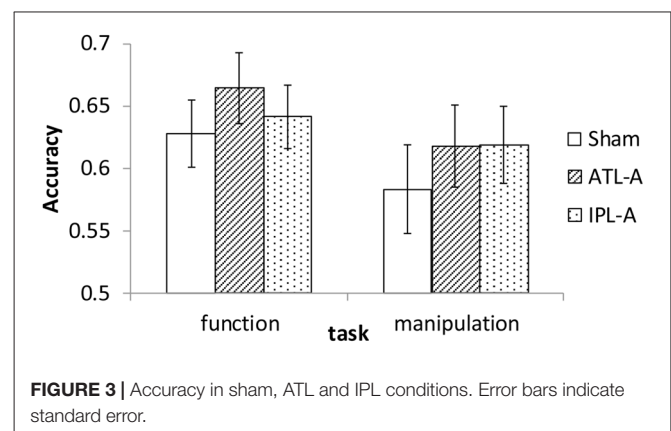 0.7
0.65
0.6
0.55
0.5
Accuracy
function
manipulation
task
Sham
ATL-A
IPL-A
FIGURE 3 | Accuracy in sham, ATL and IPL conditions. Error bars indicate
standard error.